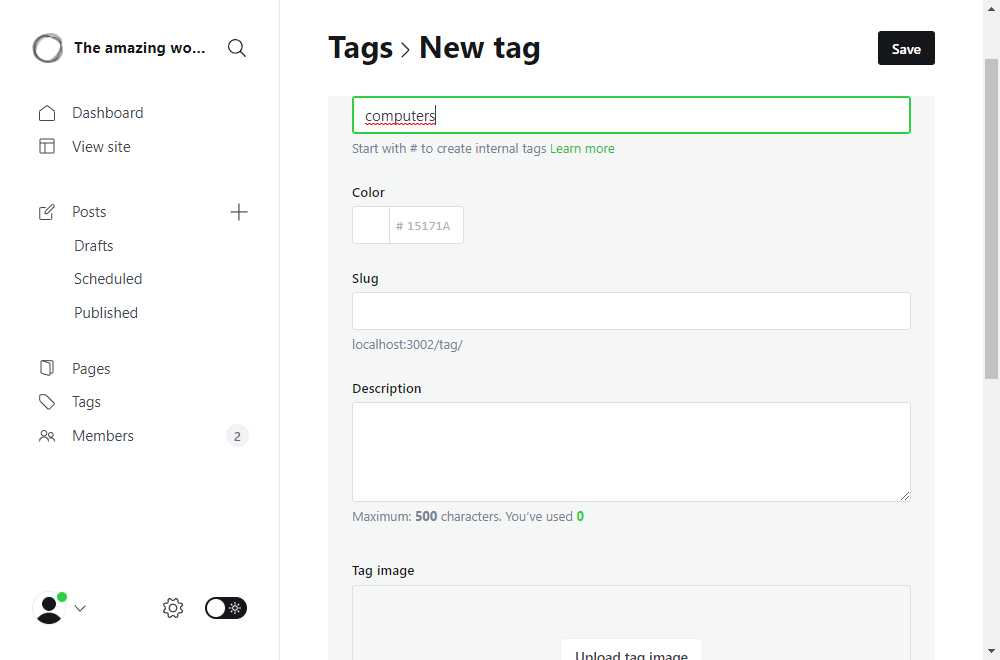 The amazing wo...
Dashboard
View site
Posts
Drafts
Scheduled
Published
Pages
Tags
Members
2
Tags > New tag
Save
computers
Start with # to create internal tags Learn more
Color
# 15171A
Slug
localhost:3002/tag/
Description
Maximum: 500 characters. You've used 0
Tag image
Upload tag image